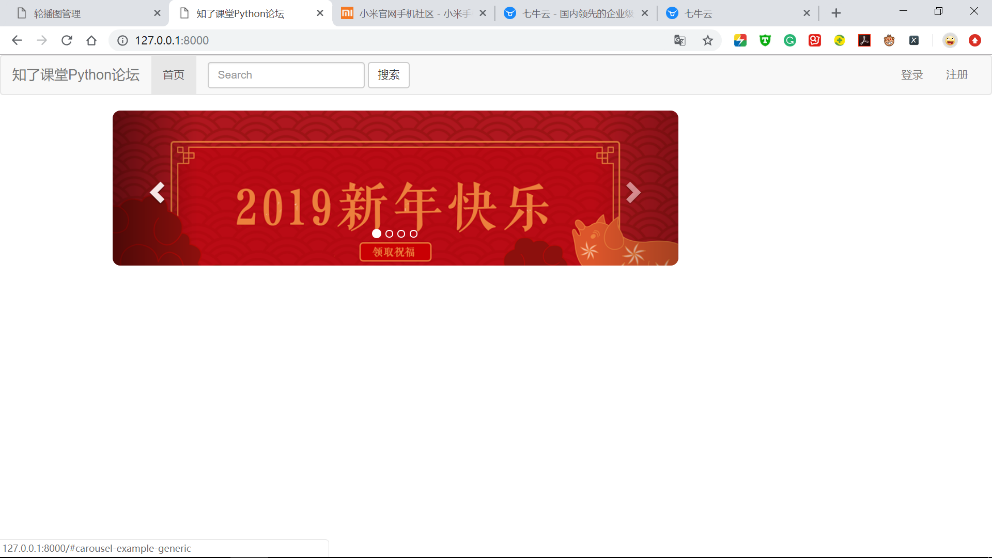 轮播图管理
知了课堂Python论坛
小米官网手机社区 - 小米手
七牛云 - 国内领先的企业级
七牛云
127.0.0.1:8000
知了课堂Python论坛
首页
Search
搜索
登录
注册
2019新年快乐
领取祝福
127.0.0.1:8000/#carousel-example-generic